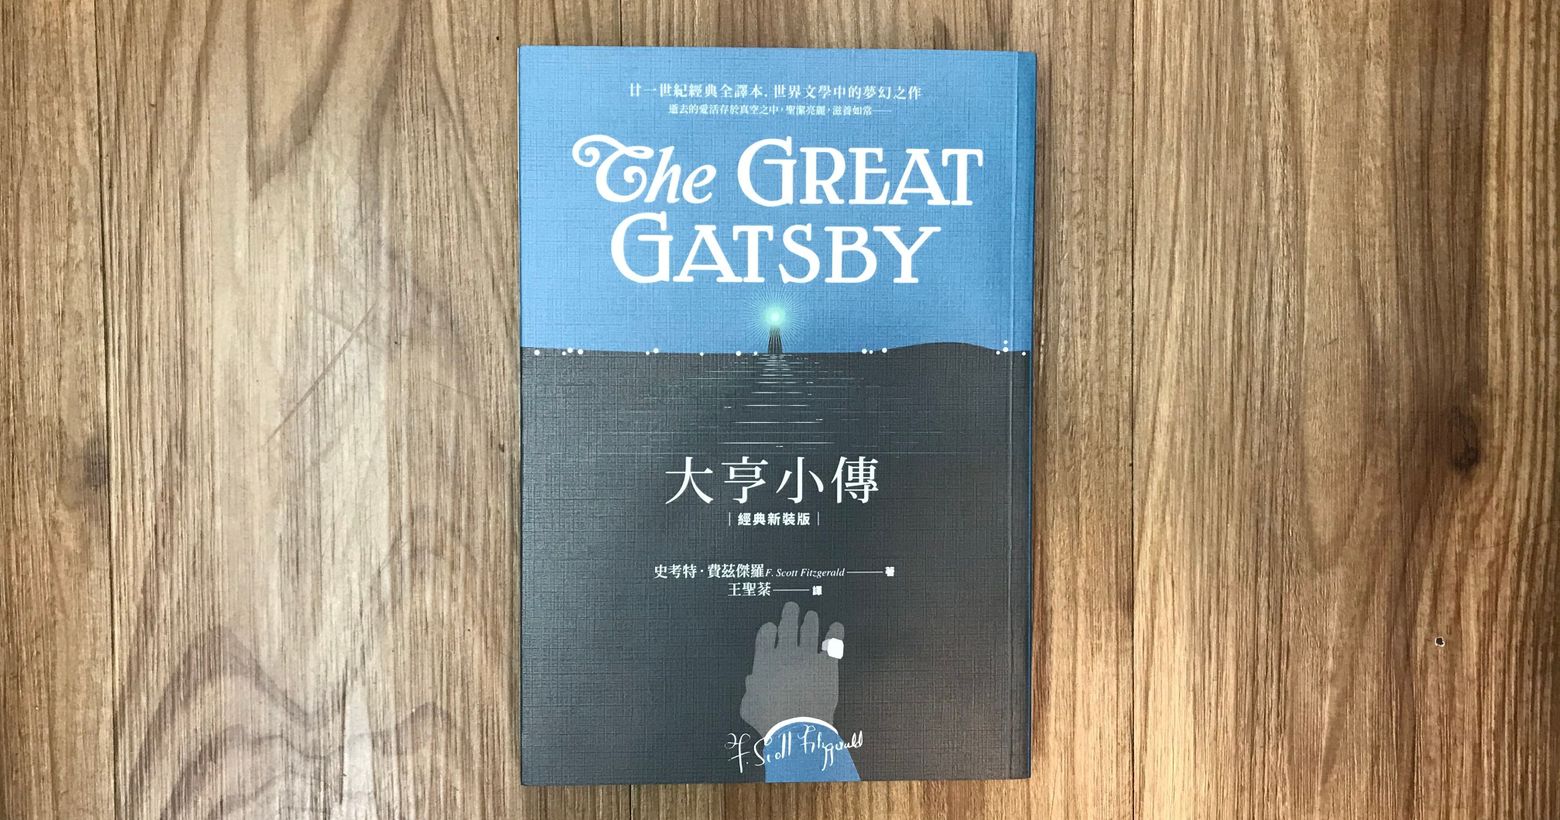 廿一世紀經典全譯本，世界文學中的夢幻之作
逝去的愛活存於真空之中，聖潔亮麗，滋養如常——
The GREAT
GATSBY
大亨小傳
｜經典新裝版｜
史考特・費茲傑羅 F. Scott Fitzgerald——著
王聖棻——譯
F. Scott Fitzgerald